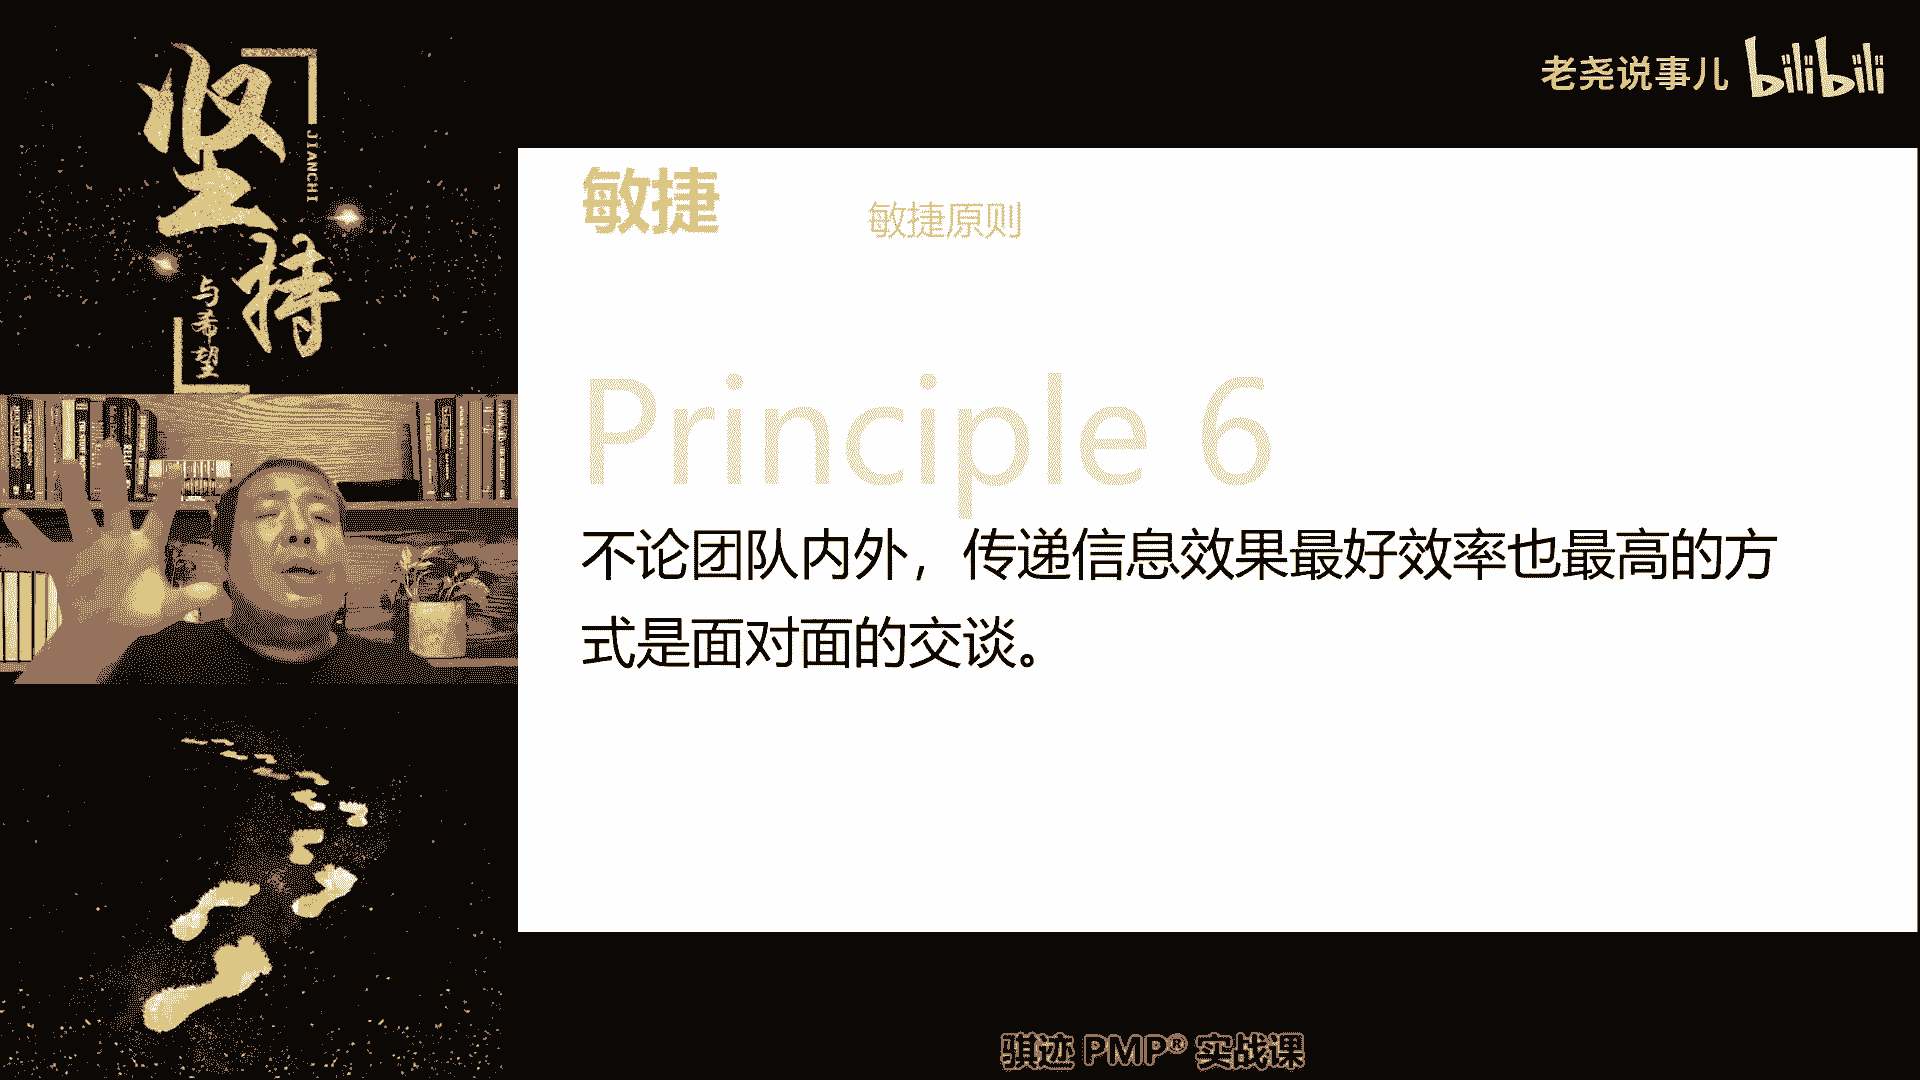 坚持
JIANCHI
与希望
老尧说事儿 bilibili
敏捷
敏捷原则
Principle 6
不论团队内外，传递信息效果最好效率也最高的方
式是面对面的交谈。
骐迹 PMP® 实战课